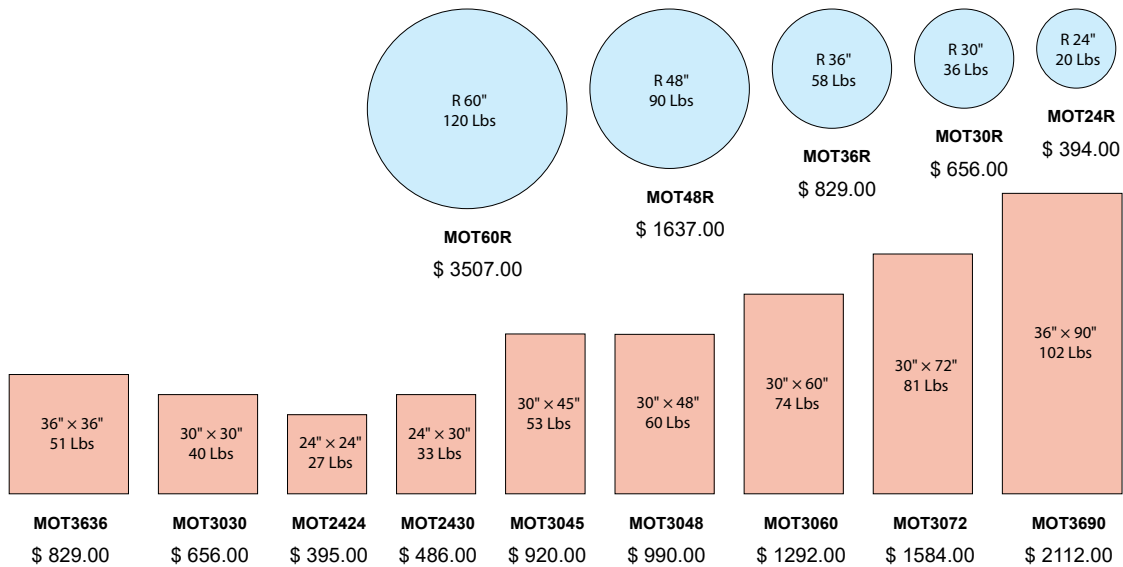 R 60"
120 Lbs
MOT60R
$ 3507.00
R 48"
90 Lbs
MOT48R
$ 1637.00
R 36"
58 Lbs
MOT36R
$ 829.00
R 30"
36 Lbs
MOT30R
$ 656.00
R 24"
20 Lbs
MOT24R
$ 394.00
36" × 36"
51 Lbs
MOT3636
$ 829.00
30" × 30"
40 Lbs
MOT3030
$ 656.00
24" × 24"
27 Lbs
MOT2424
$ 395.00
24" × 30"
33 Lbs
MOT2430
$ 486.00
30" × 45"
53 Lbs
MOT3045
$ 920.00
30" × 48"
60 Lbs
MOT3048
$ 990.00
30" × 60"
74 Lbs
MOT3060
$ 1292.00
30" × 72"
81 Lbs
MOT3072
$ 1584.00
36" × 90"
102 Lbs
MOT3690
$ 2112.00